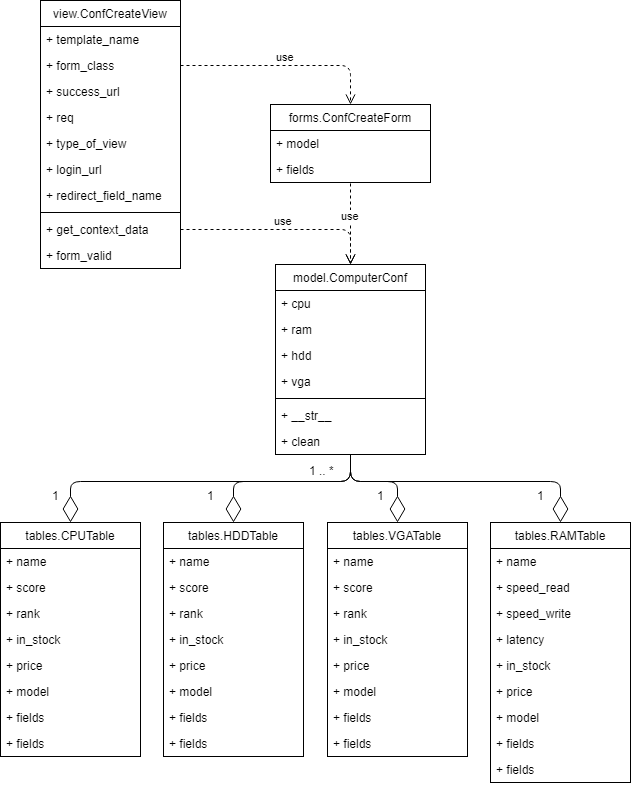 view.ConfCreateView
+ template_name
+ form_class
+ success_url
+ req
+ type_of_view
+ login_url
+ redirect_field_name
+ get_context_data
+ form_valid
use
forms.ConfCreateForm
+ model
+ fields
use
use
model.ComputerConf
+ cpu
+ ram
+ hdd
+ vga
+ __str__
+ clean
1 .. *
1
1
1
1
tables.CPUTable
+ name
+ score
+ rank
+ in_stock
+ price
+ model
+ fields
+ fields
tables.HDDTable
+ name
+ score
+ rank
+ in_stock
+ price
+ model
+ fields
+ fields
tables.VGATable
+ name
+ score
+ rank
+ in_stock
+ price
+ model
+ fields
+ fields
tables.RAMTable
+ name
+ speed_read
+ speed_write
+ latency
+ in_stock
+ price
+ model
+ fields
+ fields